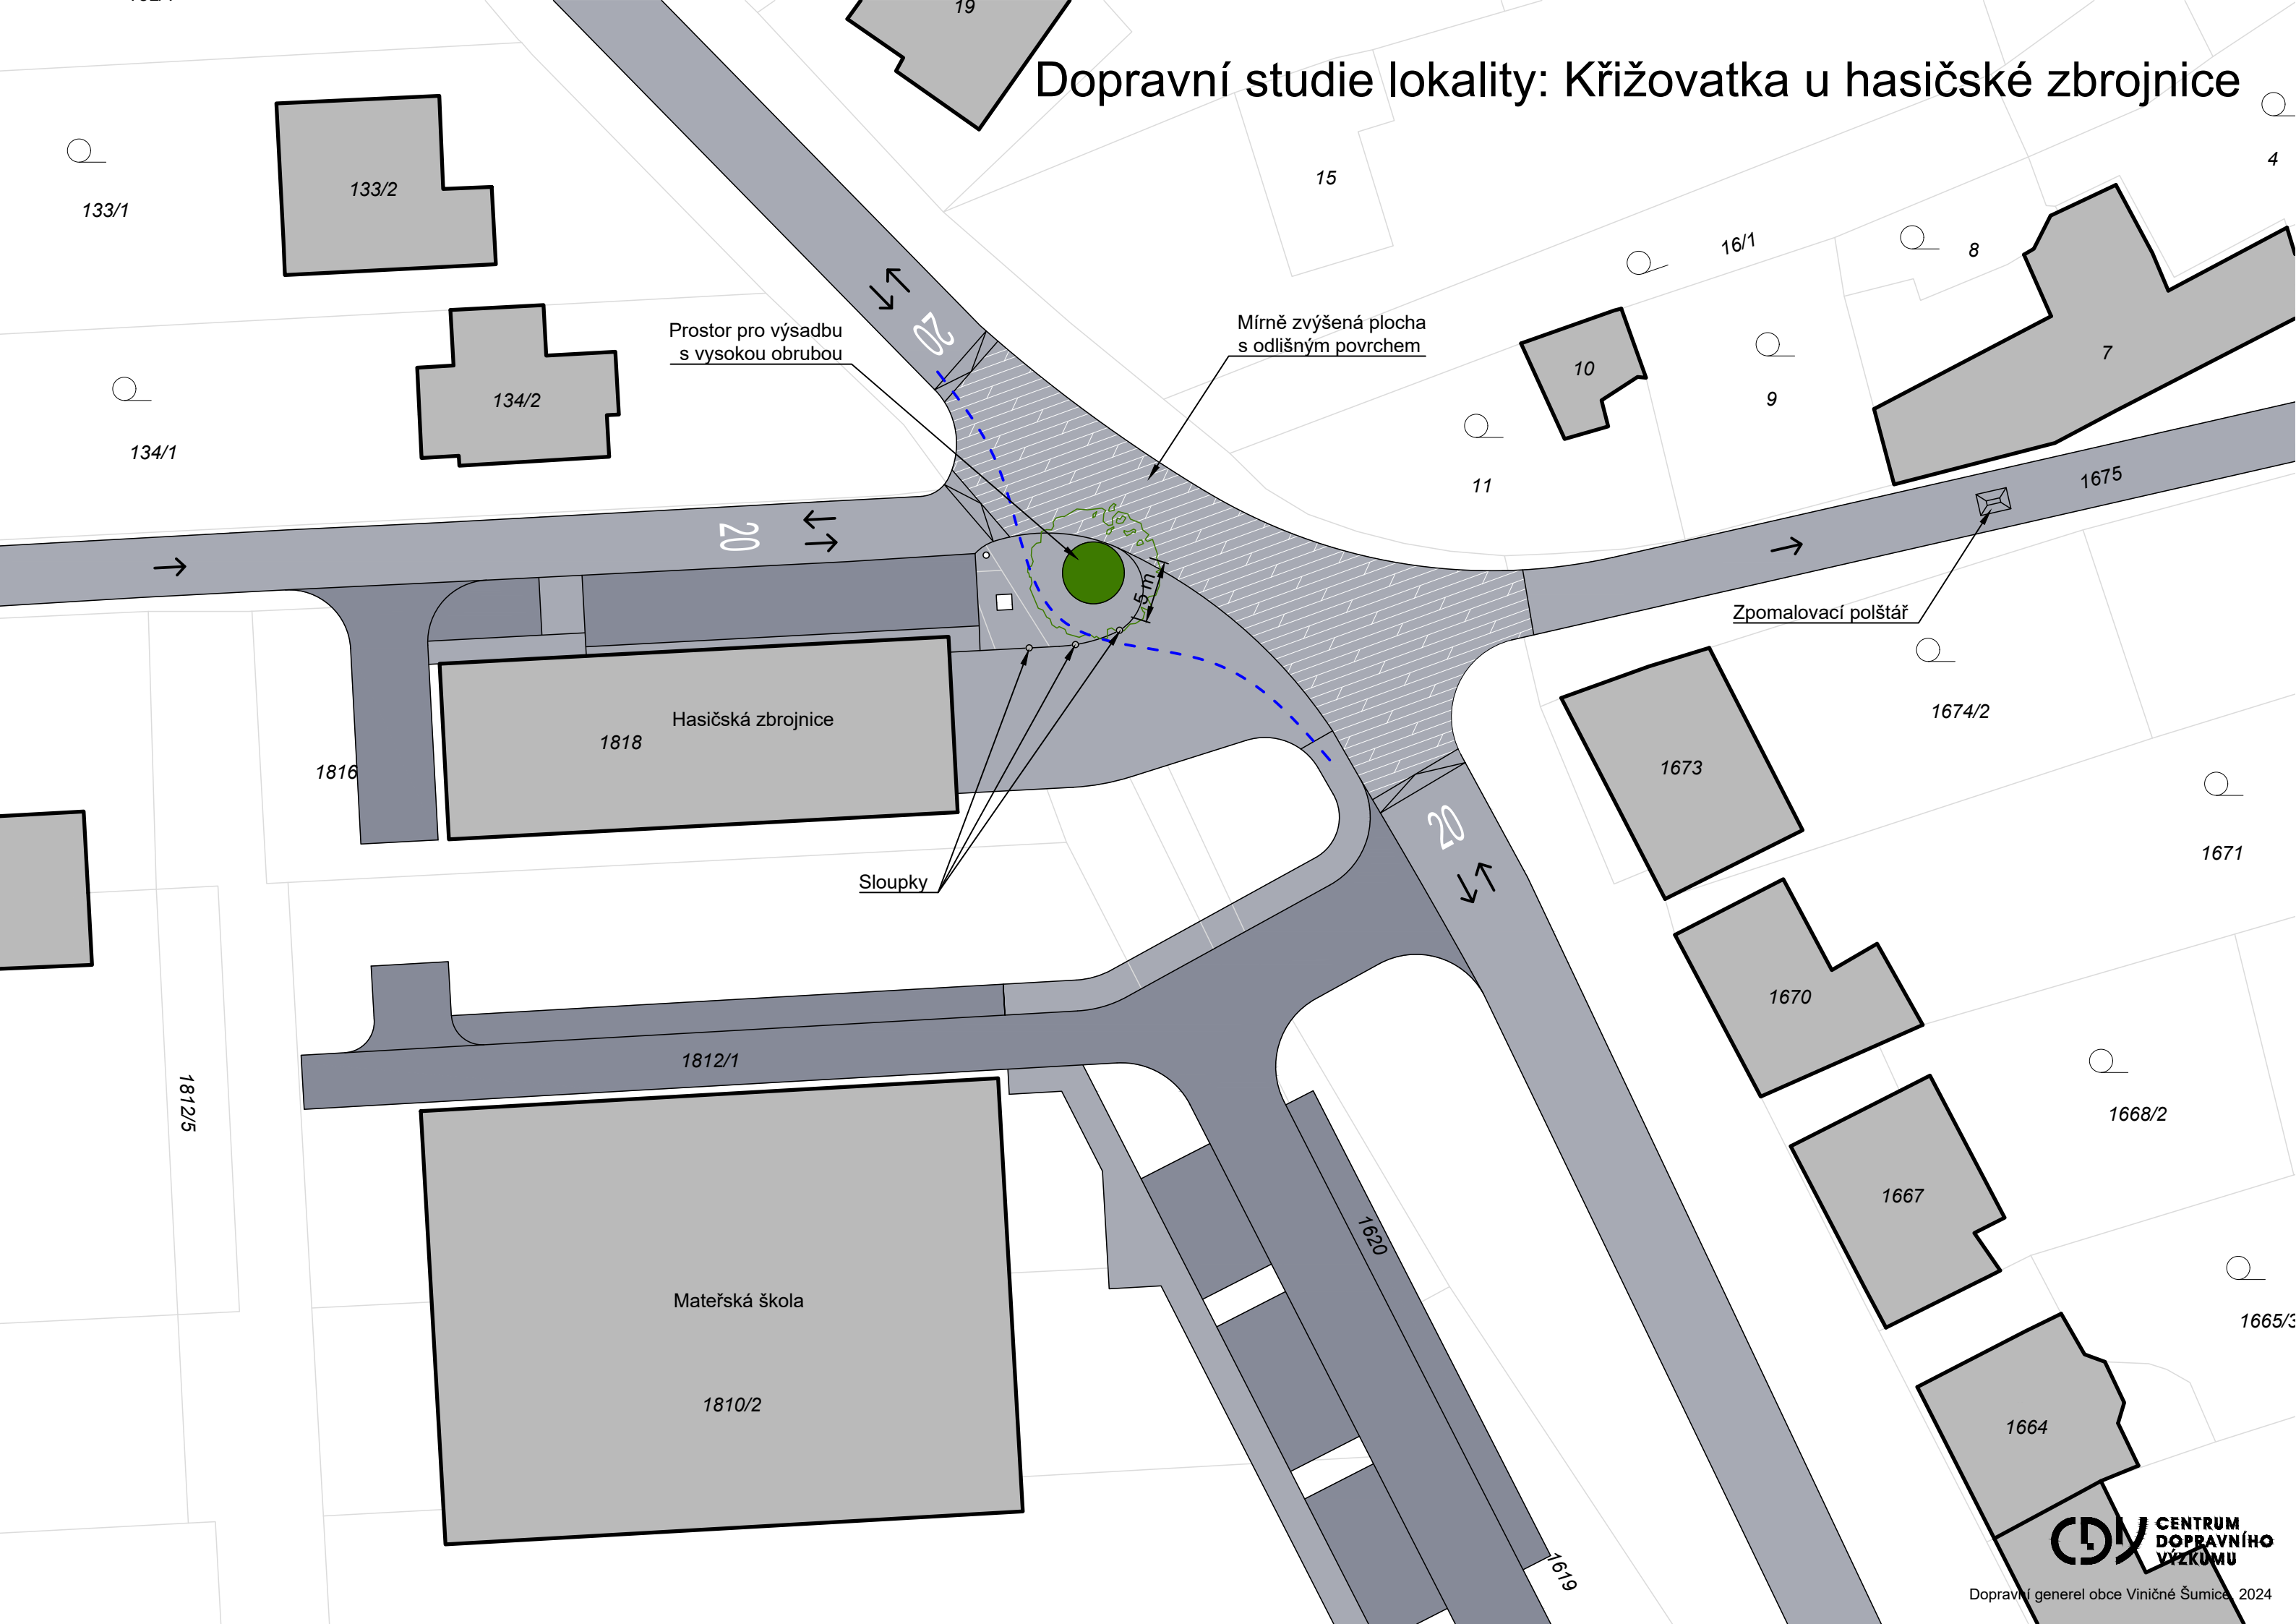 19
Dopravní studie lokality: Křižovatka u hasičské zbrojnice
4
15
133/2
133/1
16/1
8
20
Prostor pro výsadbu
s vysokou obrubou
Mírně zvýšená plocha
s odlišným povrchem
10
7
9
134/2
134/1
11
1675
20
5 m
Zpomalovací polštář
1674/2
Hasičská zbrojnice
1818
1816
1673
20
1671
Sloupky
1670
1812/1
1812/5
1668/2
1667
1620
Mateřská škola
1665/3
1810/2
1664
CDV
CENTRUM
DOPRAVNÍHO
VÝZKUMU
1619
Dopravní generel obce Viničné Šumice, 2024